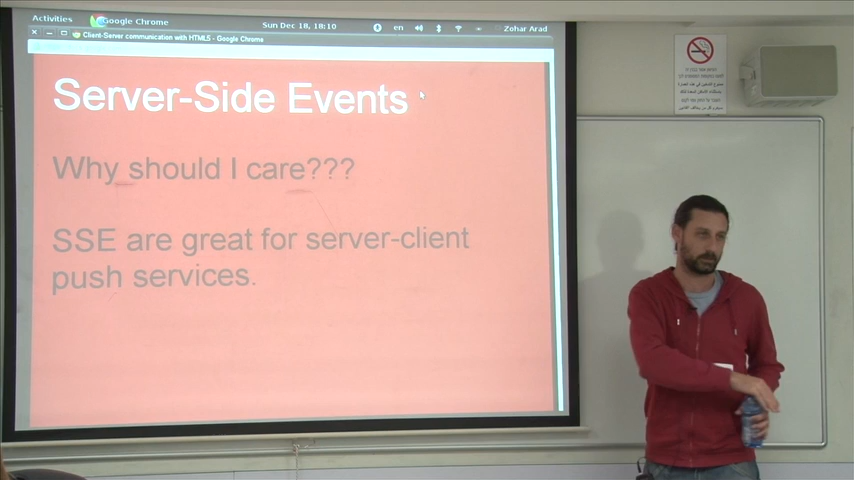 Activities Google Chrome Sun Dec 18, 18:10 en Zohar Arad
Client-Server communication with HTML5 - Google Chrome
Server-Side Events
Why should I care???
SSE are great for server-client
push services.